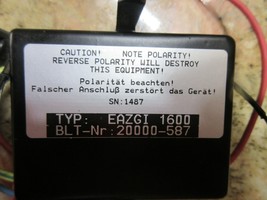 CAUTION! NOTE POLARITY!
REVERSE POLARITY WILL DESTROY
THIS EQUIPMENT!
Polarität beachten!
Falscher Anschluß zerstört das Gerät!
SN:1487
TYP: EAZGI 1600
BLT-Nr:20000-587